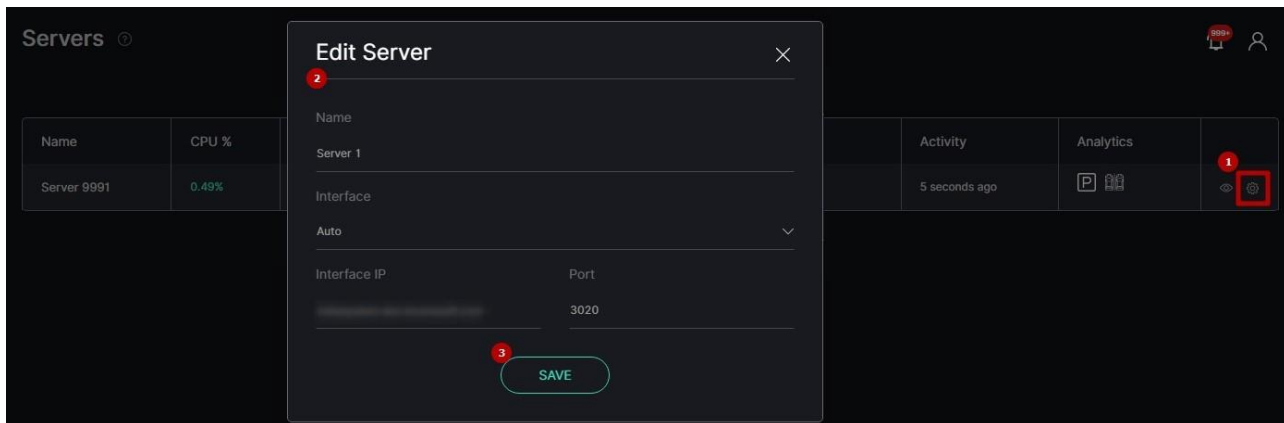 Servers ?
999+
Edit Server
2
Name
Server 1
Interface
Auto
Interface IP
Port
3020
3
SAVE
Name
CPU %
Activity
Analytics
1
Server 9991
0.49%
5 seconds ago
P